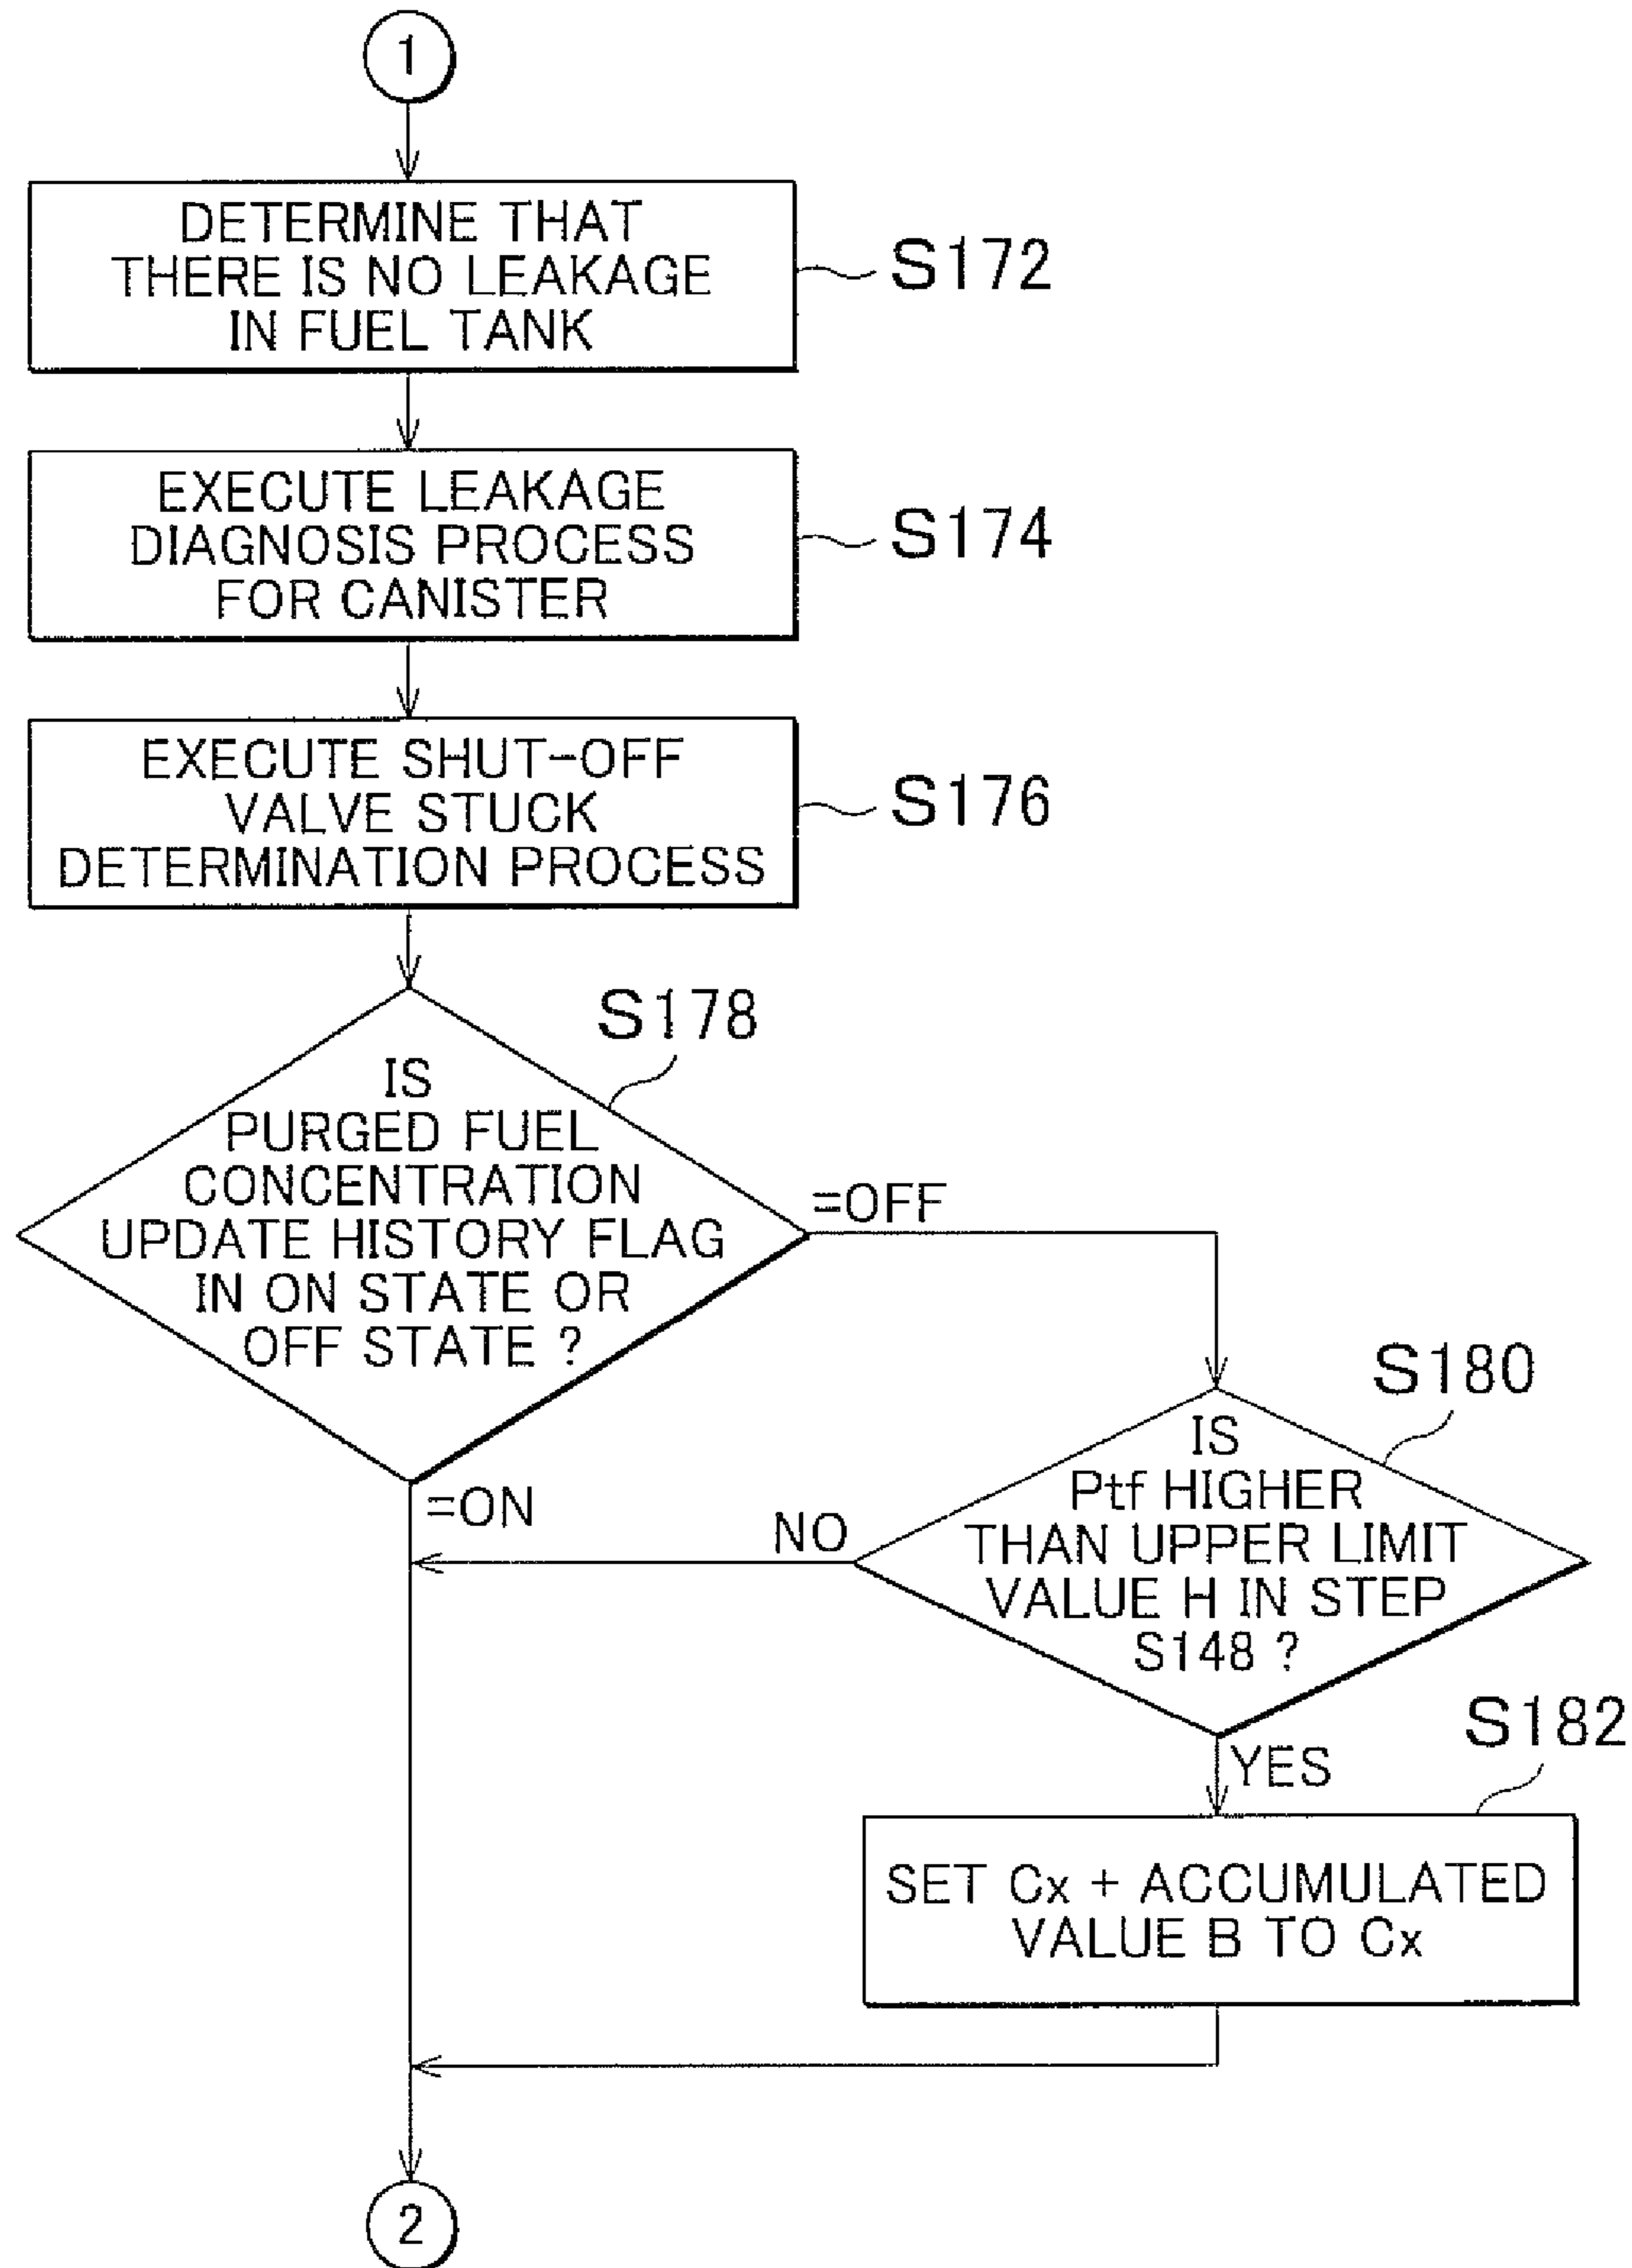 1
DETERMINE THAT
THERE IS NO LEAKAGE
IN FUEL TANK
S172
EXECUTE LEAKAGE
DIAGNOSIS PROCESS
FOR CANISTER
S174
EXECUTE SHUT-OFF
VALVE STUCK
DETERMINATION PROCESS
S176
S178
IS
PURGED FUEL
CONCENTRATION
UPDATE HISTORY FLAG
IN ON STATE OR
OFF STATE ?
=OFF
=ON
S180
IS
Ptf HIGHER
THAN UPPER LIMIT
VALUE H IN STEP
S148 ?
NO
YES
S182
SET Cx + ACCUMULATED
VALUE B TO Cx
2